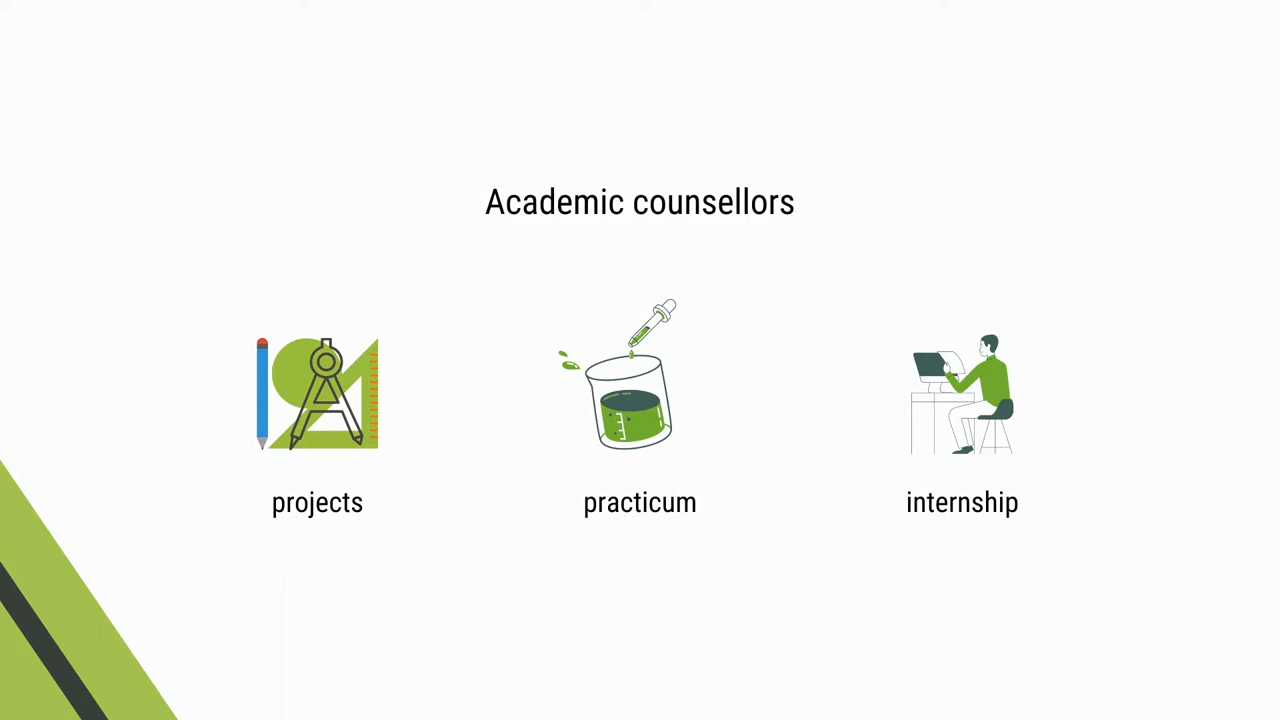 Academic counsellors
projects
practicum
internship